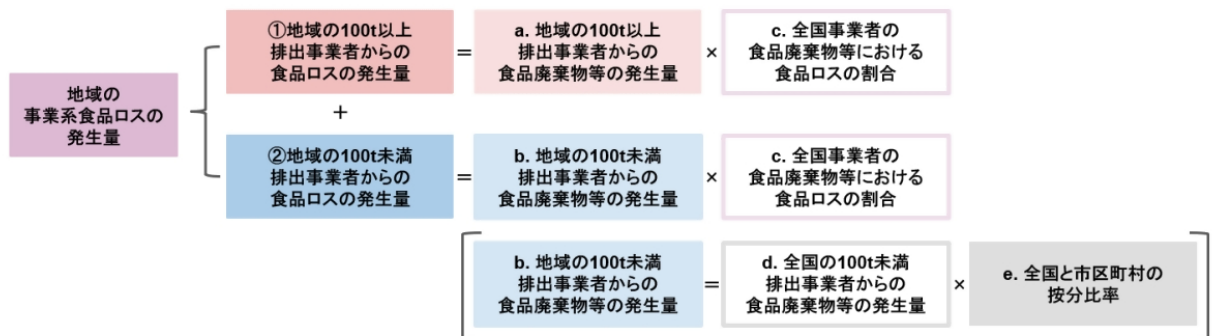 地域の
事業系食品ロスの
発生量
①地域の100t以上
排出事業者からの
食品ロスの発生量
=
a. 地域の100t以上
排出事業者からの
食品廃棄物等の発生量
×
c. 全国事業者の
食品廃棄物等における
食品ロスの割合
+
②地域の100t未満
排出事業者からの
食品ロスの発生量
=
b. 地域の100t未満
排出事業者からの
食品廃棄物等の発生量
×
c. 全国事業者の
食品廃棄物等における
食品ロスの割合
b. 地域の100t未満
排出事業者からの
食品廃棄物等の発生量
=
d. 全国の100t未満
排出事業者からの
食品廃棄物等の発生量
×
e. 全国と市区町村の
按分比率